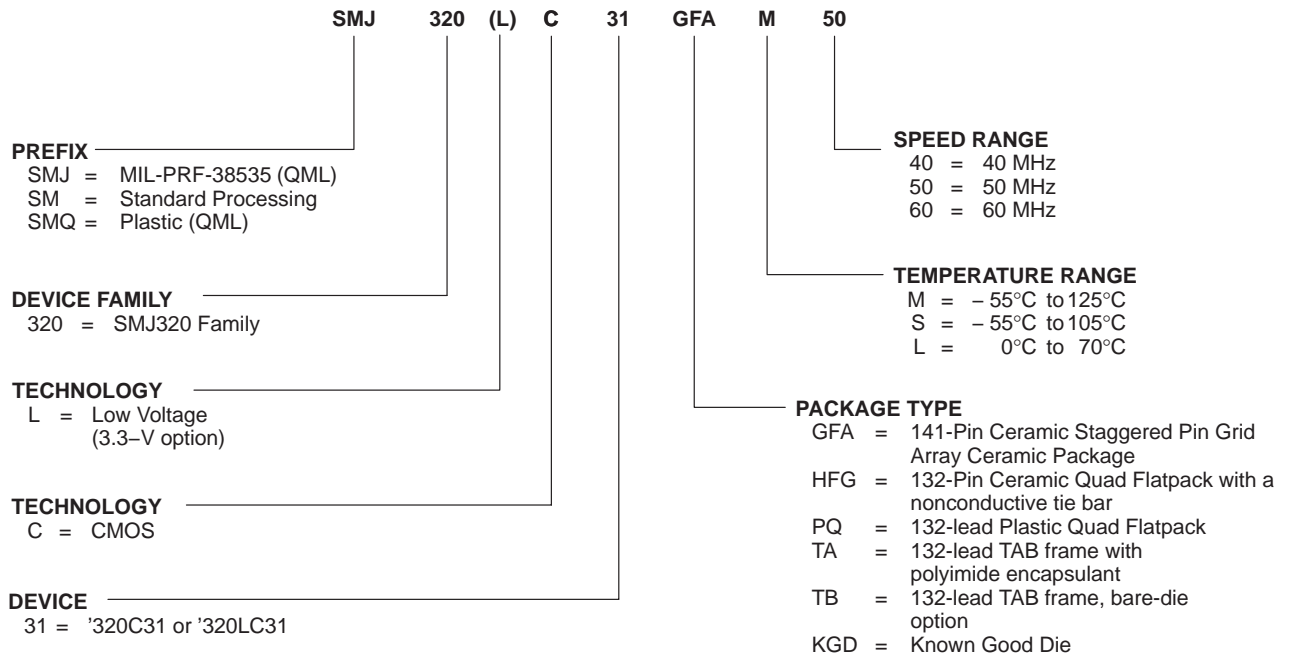 SMJ 320 (L) C 31 GFA M 50
PREFIX
SMJ = MIL-PRF-38535 (QML)
SM = Standard Processing
SMQ = Plastic (QML)
DEVICE FAMILY
320 = SMJ320 Family
TECHNOLOGY
L = Low Voltage
(3.3−V option)
TECHNOLOGY
C = CMOS
DEVICE
31 = ’320C31 or ’320LC31
SPEED RANGE
40 = 40 MHz
50 = 50 MHz
60 = 60 MHz
TEMPERATURE RANGE
M = − 55°C to 125°C
S = − 55°C to 105°C
L = 0°C to 70°C
PACKAGE TYPE
GFA = 141-Pin Ceramic Staggered Pin Grid
Array Ceramic Package
HFG = 132-Pin Ceramic Quad Flatpack with a
nonconductive tie bar
PQ = 132-lead Plastic Quad Flatpack
TA = 132-lead TAB frame with
polyimide encapsulant
TB = 132-lead TAB frame, bare-die
option
KGD = Known Good Die